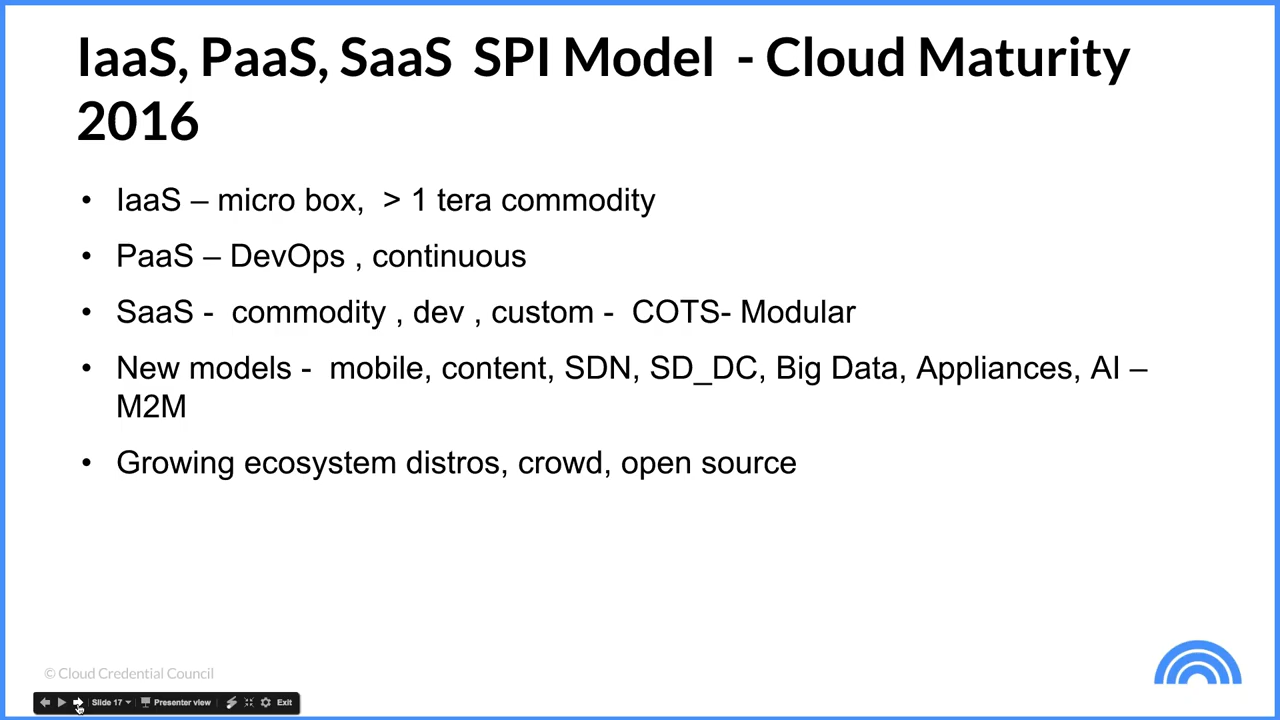 IaaS, PaaS, SaaS  SPI Model  - Cloud Maturity
2016
• IaaS – micro box,  > 1 tera commodity
• PaaS – DevOps , continuous
• SaaS -  commodity , dev , custom -  COTS- Modular
• New models -  mobile, content, SDN, SD_DC, Big Data, Appliances, AI –
M2M
• Growing ecosystem distros, crowd, open source
© Cloud Credential Council
Slide 17 Presenter view Exit